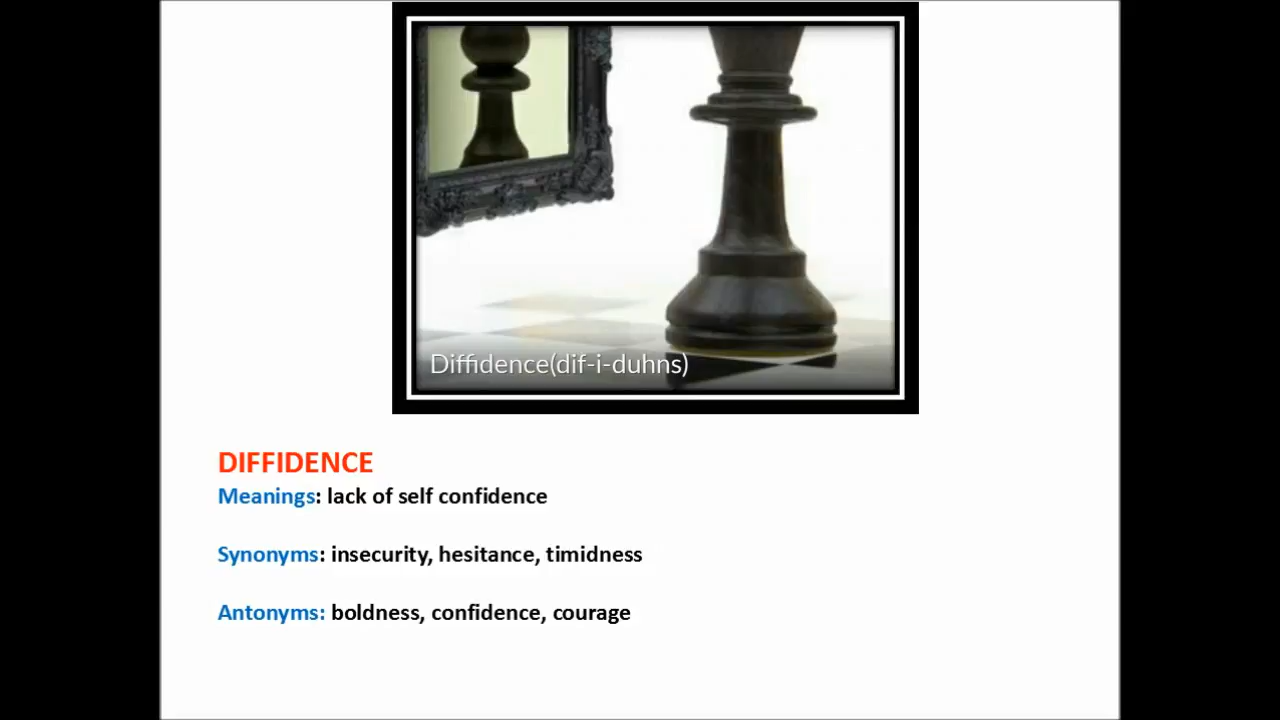 Diffidence(dif-i-duhns)
DIFFIDENCE
Meanings: lack of self confidence
Synonyms: insecurity, hesitance, timidness
Antonyms: boldness, confidence, courage